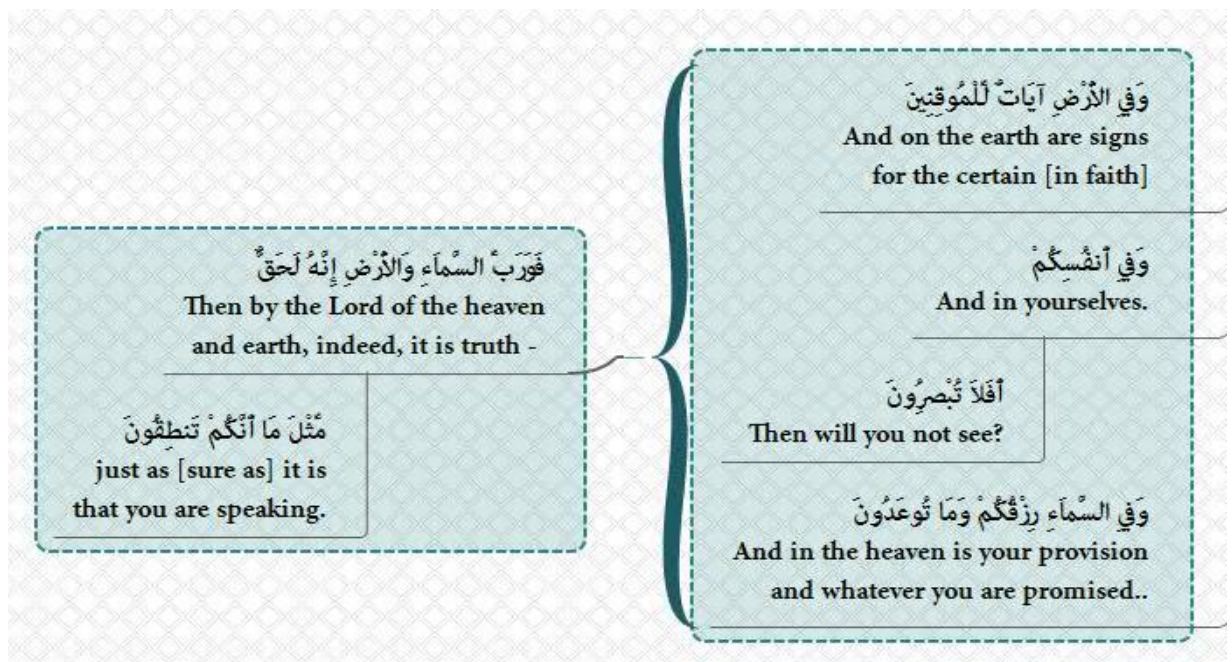 وَفِي الأَرْضِ آيَاتٌ لِّلْمُوقِنِينَ
And on the earth are signs
for the certain [in faith]
وَفِي أَنفُسِكُمْ
And in yourselves.
أَفَلاَ تُبْصِرُونَ
Then will you not see?
وَفِي السَّمَاءِ رِزْقُكُمْ وَمَا تُوعَدُونَ
And in the heaven is your provision
and whatever you are promised..
فَوَرَبِّ السَّمَاءِ وَالأَرْضِ إِنَّهُ لَحَقٌّ
Then by the Lord of the heaven
and earth, indeed, it is truth -
مِّثْلَ مَا أَنَّكُمْ تَنطِقُونَ
just as [sure as] it is
that you are speaking.